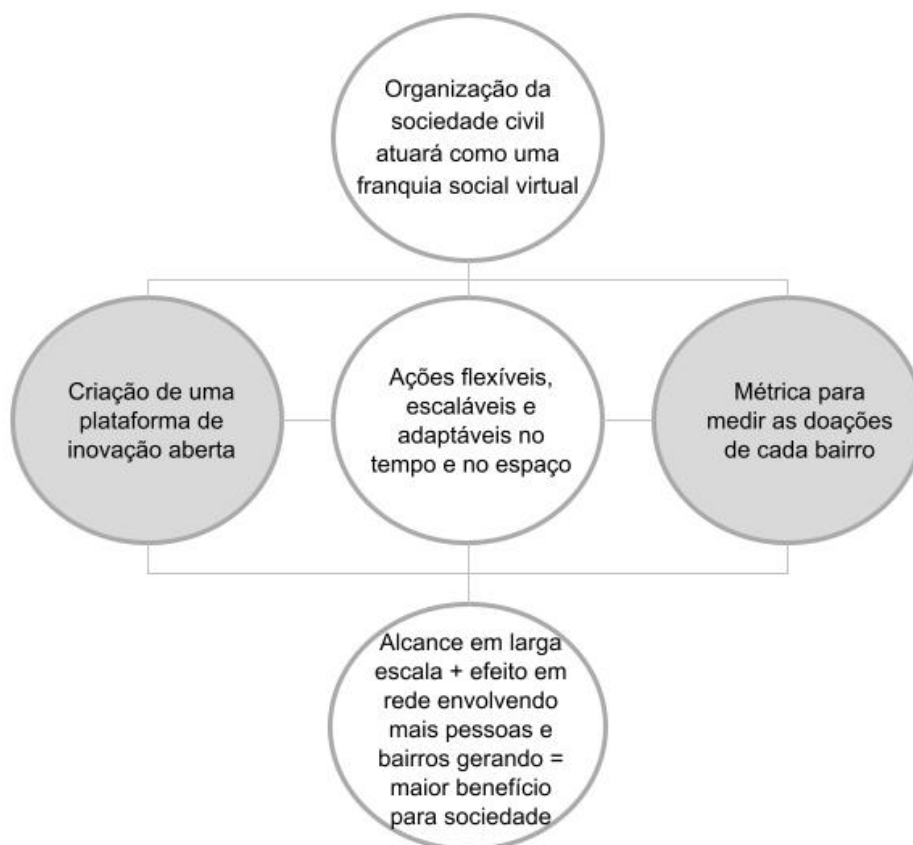 Organização da
sociedade civil
atuará como uma
franquia social virtual
Criação de uma
plataforma de
inovação aberta
Ações flexíveis,
escaláveis e
adaptáveis no
tempo e no espaço
Métrica para
medir as doações
de cada bairro
Alcance em larga
escala + efeito em
rede envolvendo
mais pessoas e
bairros gerando =
maior benefício
para sociedade